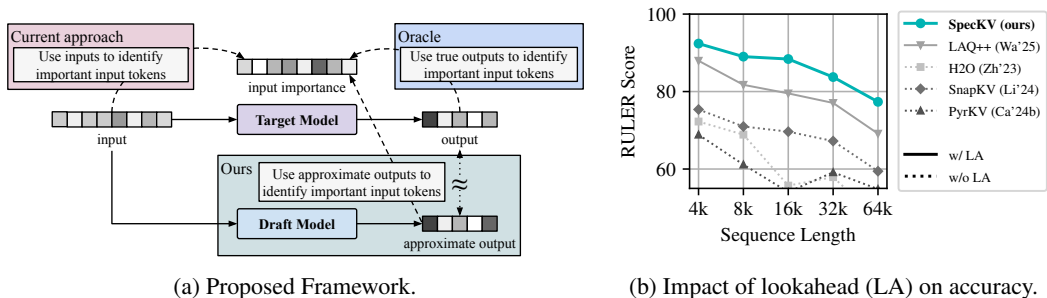 Current approach
Use inputs to identify
important input tokens
Oracle
Use true outputs to identify
important input tokens
input importance
Target Model
input
output
Ours
Use approximate outputs to
identify important input tokens
≈
Draft Model
approximate output
(a) Proposed Framework.
RULER Score
100
80
60
4k 8k 16k 32k 64k
Sequence Length
SpecKV (ours)
LAQ++ (Wa'25)
H2O (Zh'23)
SnapKV (Li'24)
PyrKV (Ca'24b)
w/ LA
w/o LA
(b) Impact of lookahead (LA) on accuracy.